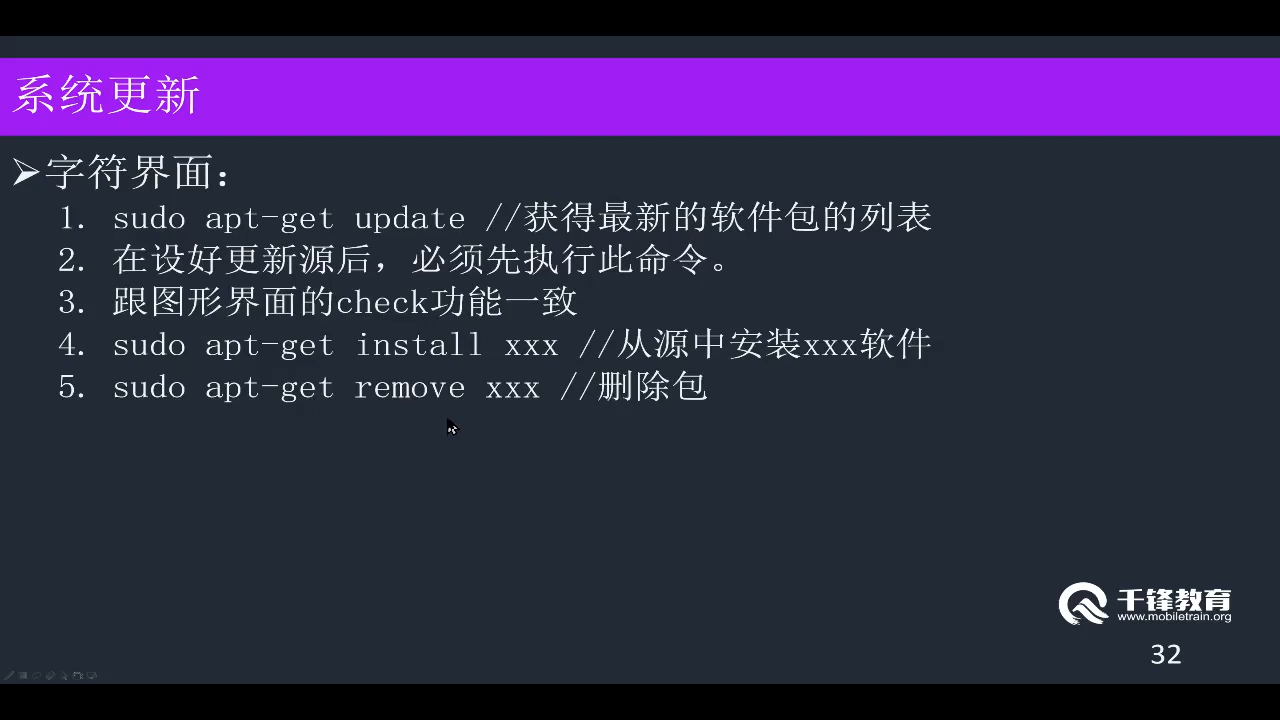 系统更新
➢字符界面：
1. sudo apt-get update //获得最新的软件包的列表
2. 在设好更新源后，必须先执行此命令。
3. 跟图形界面的check功能一致
4. sudo apt-get install xxx //从源中安装xxx软件
5. sudo apt-get remove xxx //删除包
千锋教育
www.mobiletrain.org
32